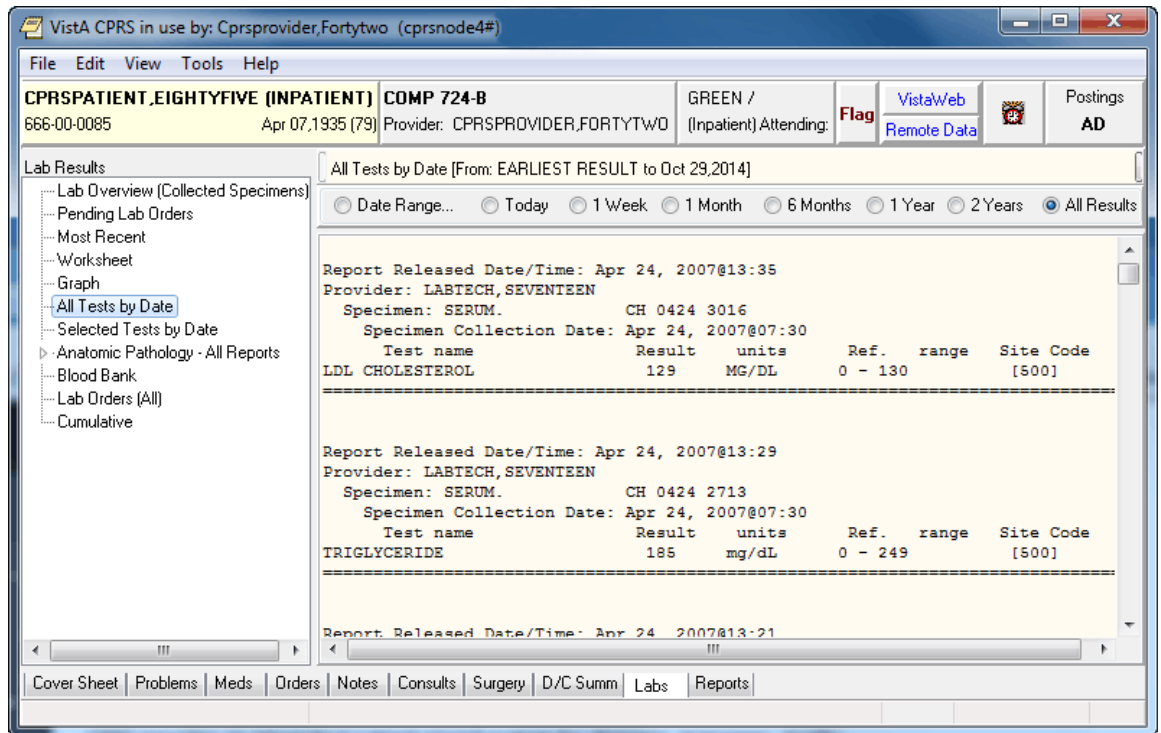 VistA CPRS in use by: Cprsprovider,Fortytwo (cprsnode4#)
File Edit View Tools Help
CPRSPATIENT,EIGHTYFIVE (INPATIENT) COMP 724-B GREEN / Flag VistaWeb Postings
666-00-0085 Apr 07,1935 (79) Provider: CPRSPROVIDER,FORTYTWO (Inpatient) Attending: Remote Data AD
Lab Results
Lab Overview (Collected Specimens)
Pending Lab Orders
Most Recent
Worksheet
Graph
All Tests by Date
Selected Tests by Date
Anatomic Pathology - All Reports
Blood Bank
Lab Orders (All)
Cumulative
All Tests by Date [From: EARLIEST RESULT to Oct 29,2014]
Date Range... Today 1 Week 1 Month 6 Months 1 Year 2 Years All Results
Report Released Date/Time: Apr 24, 2007@13:35
Provider: LABTECH,SEVENTEEN
Specimen: SERUM. CH 0424 3016
Specimen Collection Date: Apr 24, 2007@07:30
Test name Result units Ref. range Site Code
LDL CHOLESTEROL 129 MG/DL 0 - 130 [500]
===============================================================================
Report Released Date/Time: Apr 24, 2007@13:29
Provider: LABTECH,SEVENTEEN
Specimen: SERUM. CH 0424 2713
Specimen Collection Date: Apr 24, 2007@07:30
Test name Result units Ref. range Site Code
TRIGLYCERIDE 185 mg/dL 0 - 249 [500]
===============================================================================
Report Released Date/Time: Apr 24, 2007@13:21
Cover Sheet Problems Meds Orders Notes Consults Surgery D/C Summ Labs Reports